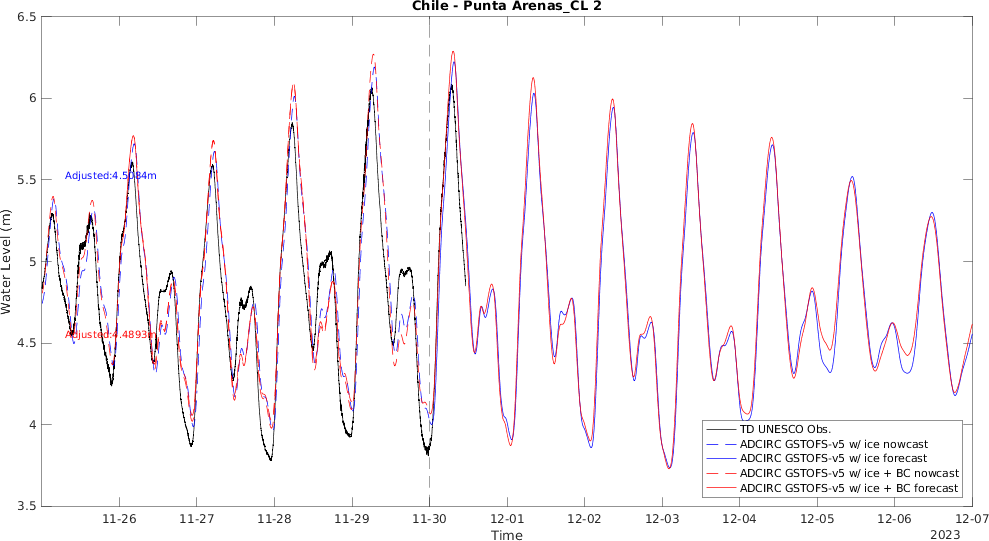 Chile - Punta Arenas_CL 2
6.5
6
5.5
5
4.5
4
3.5
Water Level (m)
Adjusted:4.5084m
Adjusted:4.4893m
TD UNESCO Obs.
ADCIRC GSTOFS-v5 w/ ice nowcast
ADCIRC GSTOFS-v5 w/ ice forecast
ADCIRC GSTOFS-v5 w/ ice + BC nowcast
ADCIRC GSTOFS-v5 w/ ice + BC forecast
11-26 11-27 11-28 11-29 11-30 12-01 12-02 12-03 12-04 12-05 12-06 12-07
Time
2023